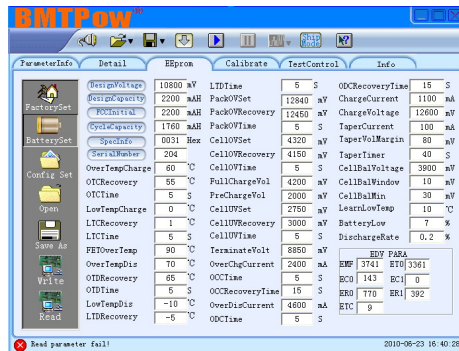 BMTPow™
Ship Mode
ParameterInfo Detail EEprom Calibrate TestControl Info
FactorySet
BatterySet
Config Set
Open
Save As
Write
Read
DesignVoltage 10800 mV LTDTime 5 S ODCRecoveryTime 15 S
DesignCapacity 2200 mAH PackOVSet 12840 mV ChargeCurrent 1100 mA
FCCInitial 2200 mAH PackOVRecovery 12450 mV ChargeVoltage 12600 mV
CycleCapacity 1760 mAH PackOVTime 5 S TaperCurrent 100 mA
SpecInfo 0031 Hex CellOVSet 4320 mV TaperVolMargin 80 mV
SerialNumber 204 CellOVRecovery 4150 mV TaperTimer 40 S
OverTempCharge 60 ℃ CellOVTime 5 S CellBalVoltage 3900 mV
OTCRecovery 55 ℃ FullChargeVol 4200 mV CellBalWindow 10 mV
OTCTime 5 S PreChargeVol 2000 mV CellBalMin 30 mV
LowTempCharge 0 ℃ CellUVSet 2750 mV LearnLowTemp 10 ℃
LTCRecovery 1 ℃ CellUVRecovery 3000 mV BatteryLow 7 %
LTCTime 5 S CellUVTime 5 S DischargeRate 0.2 %
FETOverTemp 90 ℃ TerminateVolt 8850 mV EDV PARA
OverTempDis 70 ℃ OverChgCurrent 2400 mA EMF 3741 ET0 3361
OTDRecovery 65 ℃ OCCTime 5 S EC0 143 EC1 0
OTDTime 5 S OCCRecoveryTime 15 S ER0 770 ER1 392
LowTempDis -10 ℃ OverDisCurrent 4600 mA ETC 9
LTDRecovery -5 ℃ ODCTime 5 S
Read parameter fail! 2010-06-23 16:40:28